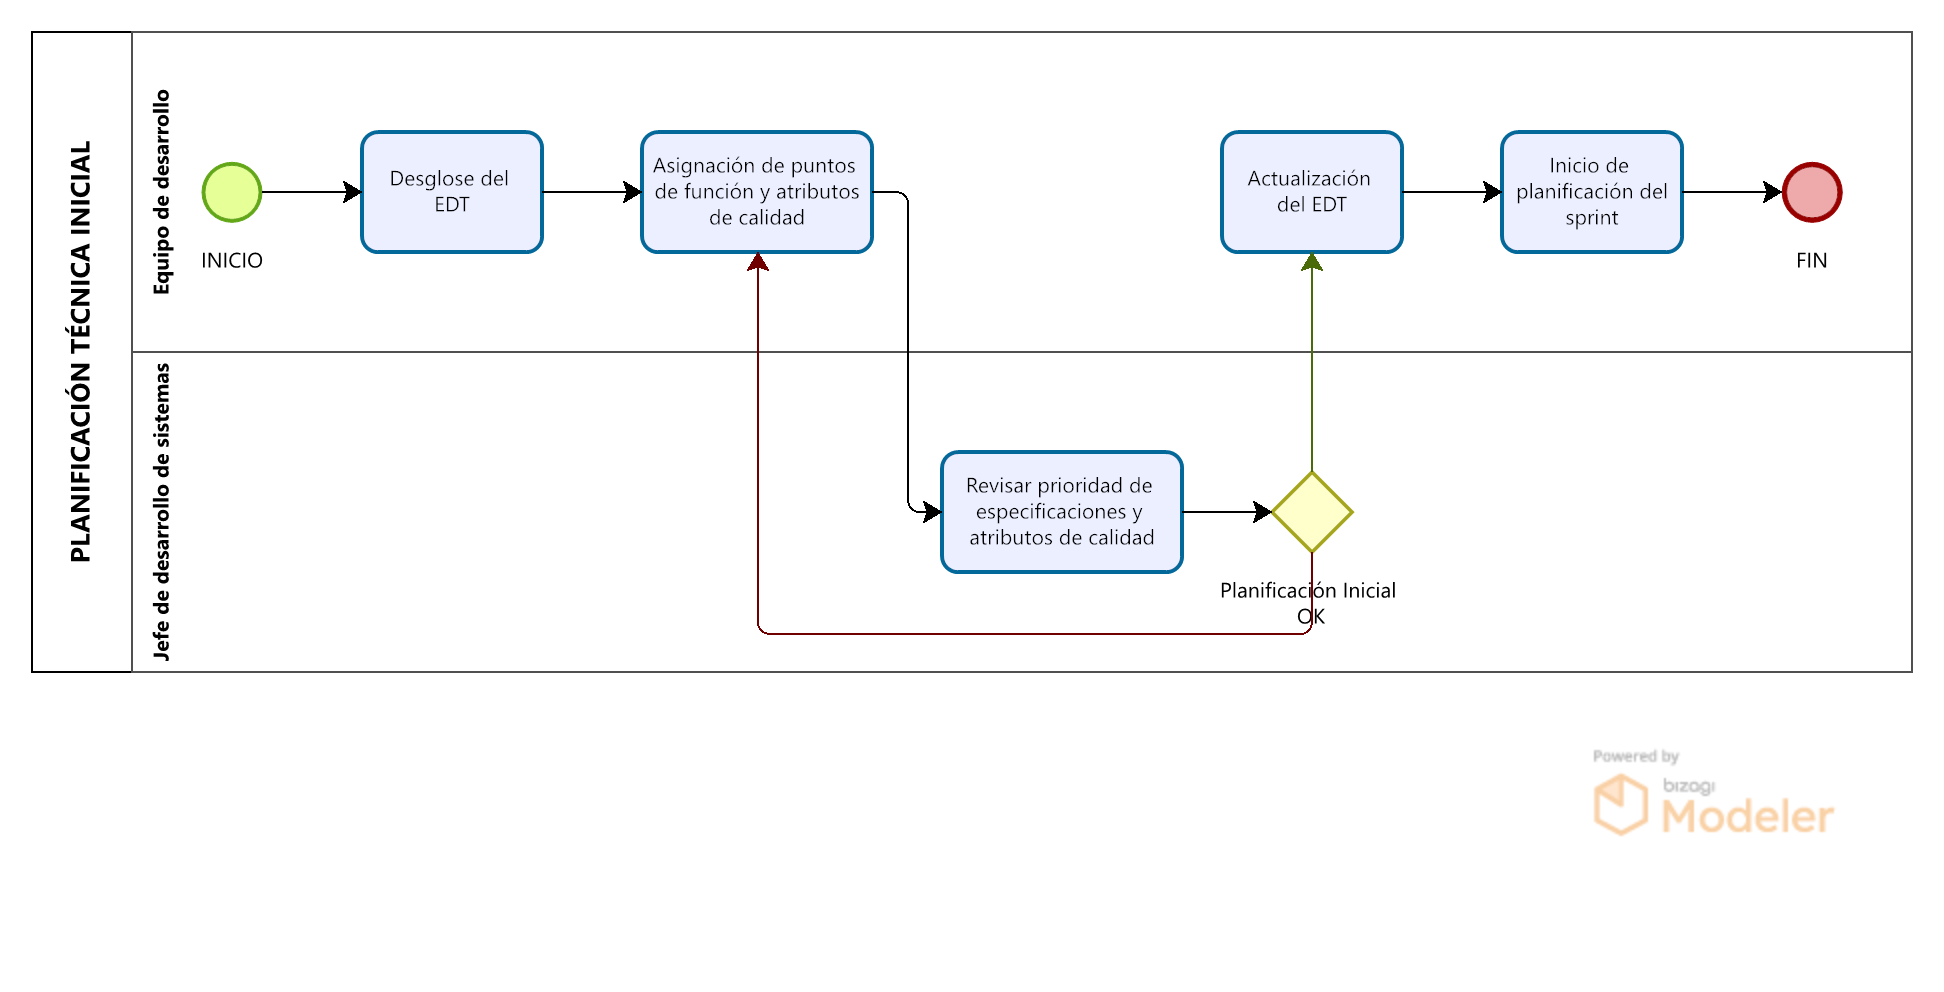 PLANIFICACIÓN TÉCNICA INICIAL
Equipo de desarrollo
INICIO
Desglose del
EDT
Asignación de puntos
de función y atributos
de calidad
Actualización
del EDT
Inicio de
planificación del
sprint
FIN
Jefe de desarrollo de sistemas
Revisar prioridad de
especificaciones y
atributos de calidad
Planificación Inicial
OK
Powered by
bizagi
Modeler